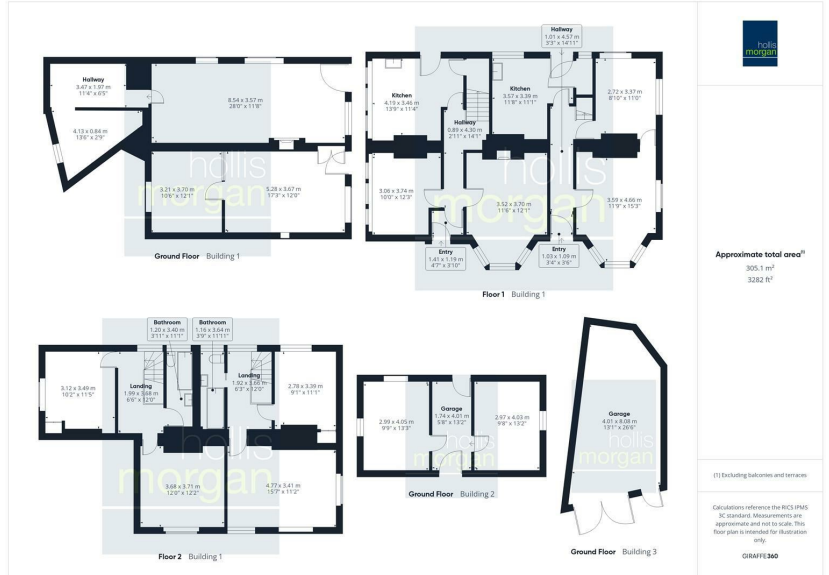 Hallway
3.47 x 1.97 m
11'4" x 6'5"
8.54 x 3.57 m
28'0" x 11'8"
4.13 x 0.84 m
13'6" x 2'9"
3.21 x 3.70 m
10'6" x 12'1"
5.28 x 3.67 m
17'3" x 12'0"
hollis
morgan
Ground Floor Building 1
Hallway
1.01 x 4.57 m
3'3" x 14'11"
Kitchen
4.19 x 3.46 m
13'9" x 11'4"
Kitchen
3.57 x 3.39 m
11'8" x 11'1"
2.72 x 3.37 m
8'10" x 11'0"
Hallway
0.89 x 4.30 m
2'11" x 14'1"
3.06 x 3.74 m
10'0" x 12'3"
3.52 x 3.70 m
11'6" x 12'1"
3.59 x 4.66 m
11'9" x 15'3"
hollis
morgan
Entry
1.41 x 1.19 m
4'7" x 3'10"
Entry
1.03 x 1.09 m
3'4" x 3'6"
Floor 1 Building 1
Bathroom
1.20 x 3.40 m
3'11" x 11'1"
Bathroom
1.16 x 3.64 m
3'9" x 11'11"
3.12 x 3.49 m
10'2" x 11'5"
Landing
1.99 x 3.68 m
6'6" x 12'0"
Landing
1.92 x 3.66 m
6'3" x 12'0"
2.78 x 3.39 m
9'1" x 11'1"
3.68 x 3.71 m
12'0" x 12'2"
4.77 x 3.41 m
15'7" x 11'2"
hollis
morgan
Floor 2 Building 1
2.99 x 4.05 m
9'9" x 13'3"
Garage
1.74 x 4.01 m
5'8" x 13'2"
2.97 x 4.03 m
9'8" x 13'2"
hollis
morgan
Ground Floor Building 2
Garage
4.01 x 8.08 m
13'1" x 26'6"
hollis
morgan
Ground Floor Building 3
hollis
morgan
Approximate total area(1)
305.1 m²
3282 ft²
(1) Excluding balconies and terraces
Calculations reference the RICS IPMS
3C standard. Measurements are
approximate and not to scale. This
floor plan is intended for illustration
only.
GIRAFFE360